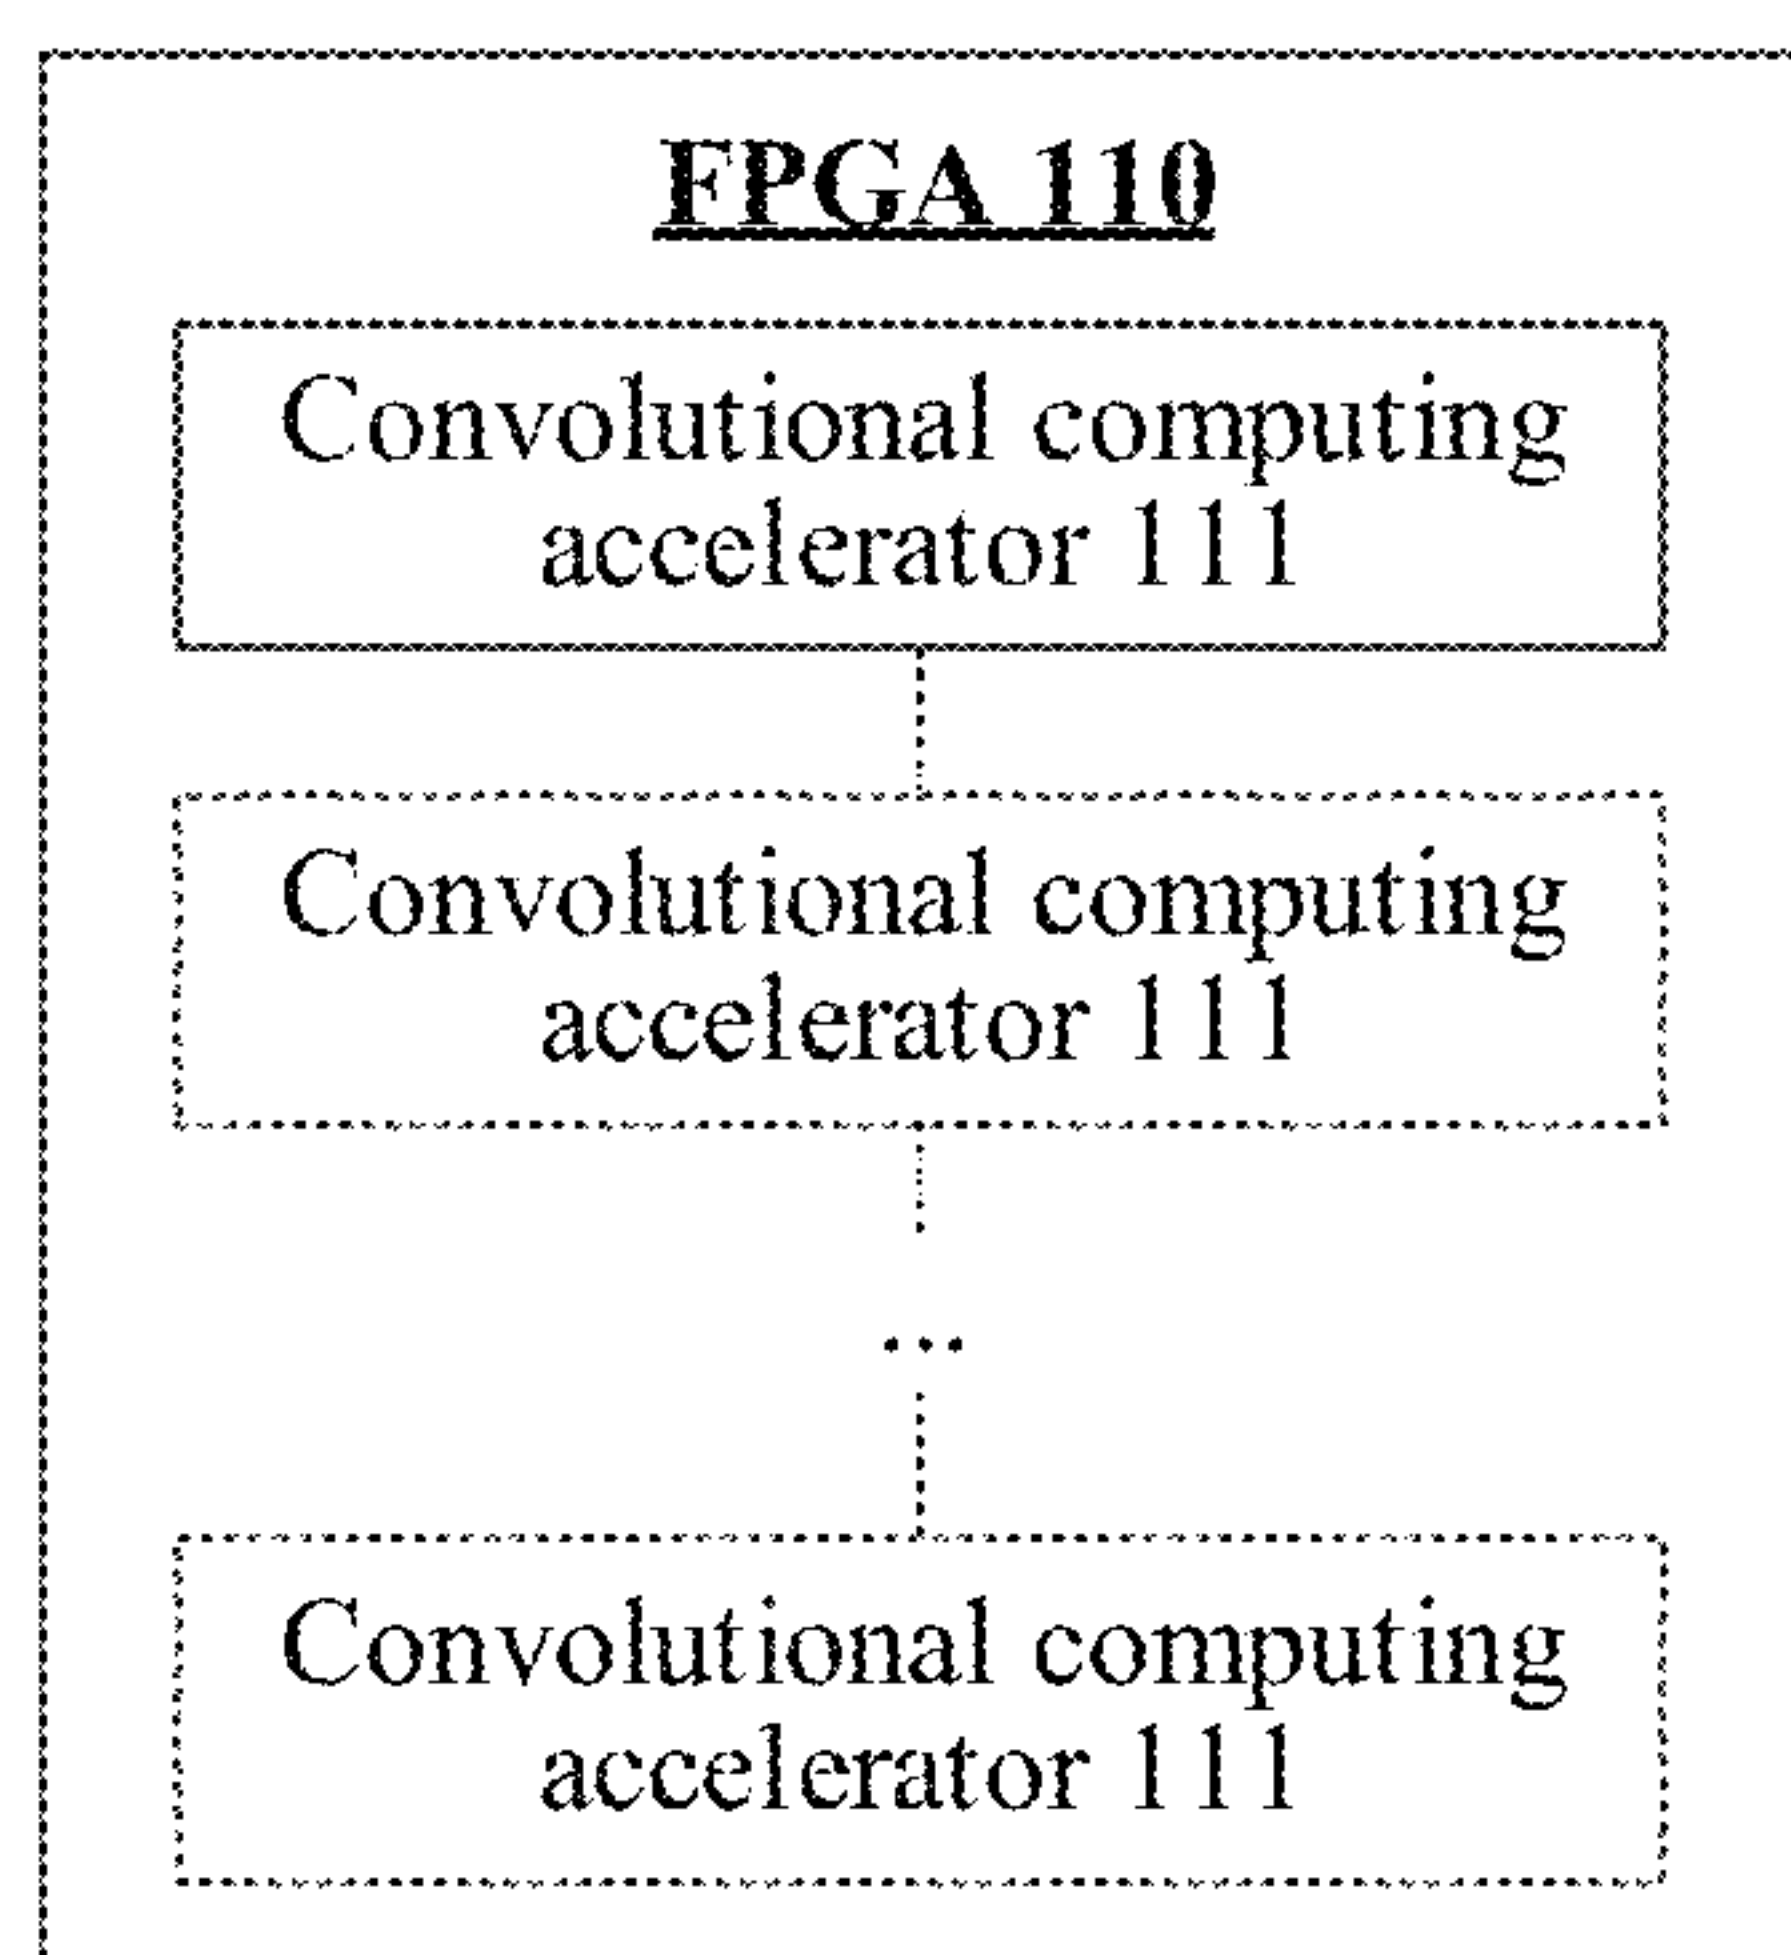 FPGA 110
Convolutional computing
accelerator 111
Convolutional computing
accelerator 111
...
Convolutional computing
accelerator 111